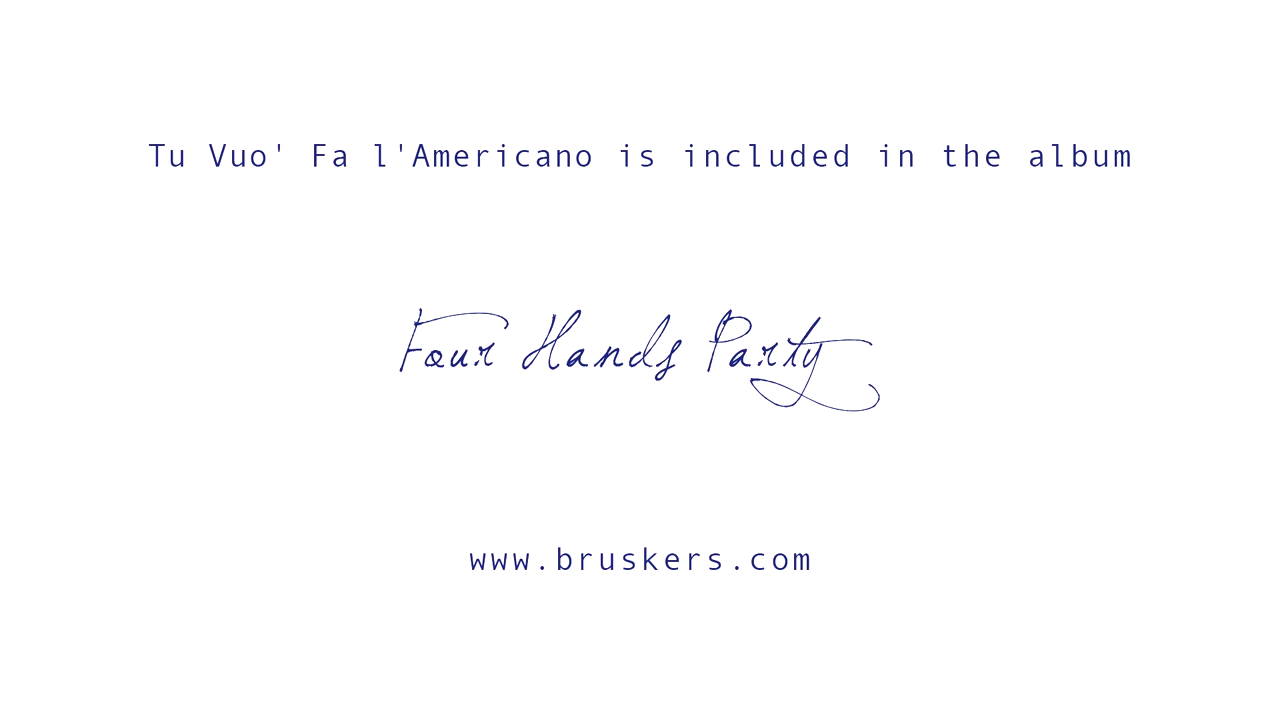 Tu Vuo' Fa l'Americano is included in the album
Four Hands Party
www.bruskers.com